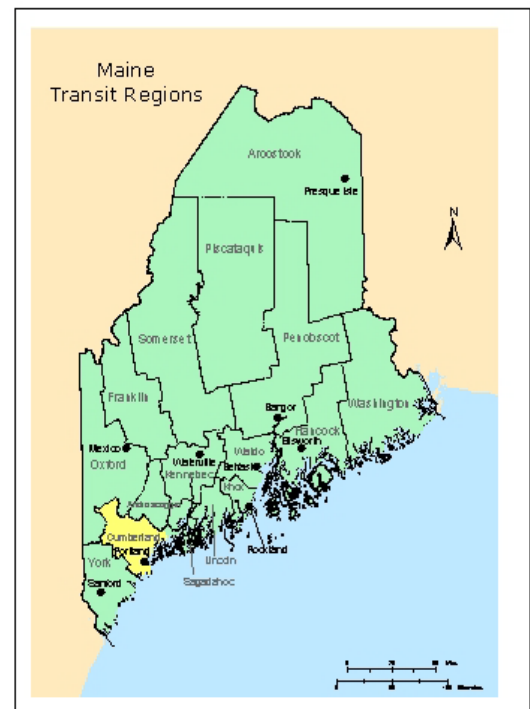 Maine
Transit Regions
Aroostook
Presque Isle
N
Piscataquis
Somerset
Penobscot
Franklin
Washington
Bangor
Hancock
Ellsworth
Mexico
Oxford
Waterville
Waldo
Belfast
Kennebec
Knox
Androscoggin
Cumberland
Portland
Rockland
Lincoln
York
Sagadahoc
Sanford